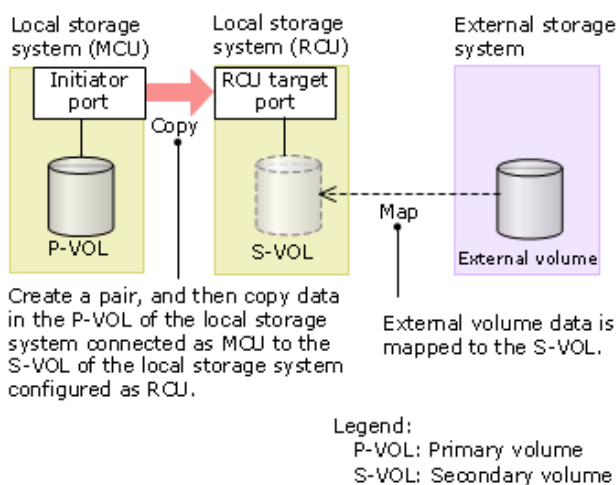 Local storage
system (MCU)
Local storage
system (RCU)
External storage
system
Initiator
port
RCU target
port
Copy
P-VOL
S-VOL
Map
External volume
Create a pair, and then copy data
in the P-VOL of the local storage
system connected as MCU to the
S-VOL of the local storage system
configured as RCU.
External volume data is
mapped to the S-VOL.
Legend:
P-VOL: Primary volume
S-VOL: Secondary volume